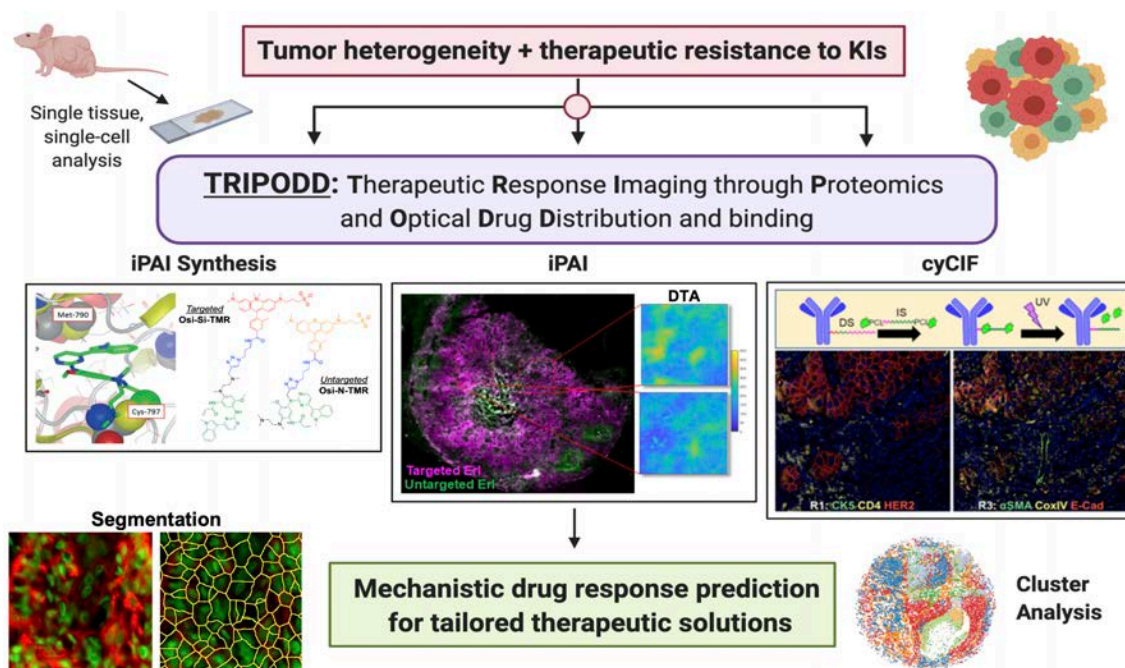 Tumor heterogeneity + therapeutic resistance to KIs
Single tissue,
single-cell
analysis
TRIPODD: Therapeutic Response Imaging through Proteomics
and Optical Drug Distribution and binding
iPAI Synthesis
iPAI
cyCIF
Met-790
Cys-797
Targeted
Osi-Si-TMR
Untargeted
Osi-N-TMR
DTA
Targeted Erl
Untargeted Erl
DS
PCL
IS
PCL
UV
R1: CK5 CD4 HER2
R3: αSMA CoxIV E-Cad
Segmentation
Mechanistic drug response prediction
for tailored therapeutic solutions
Cluster
Analysis